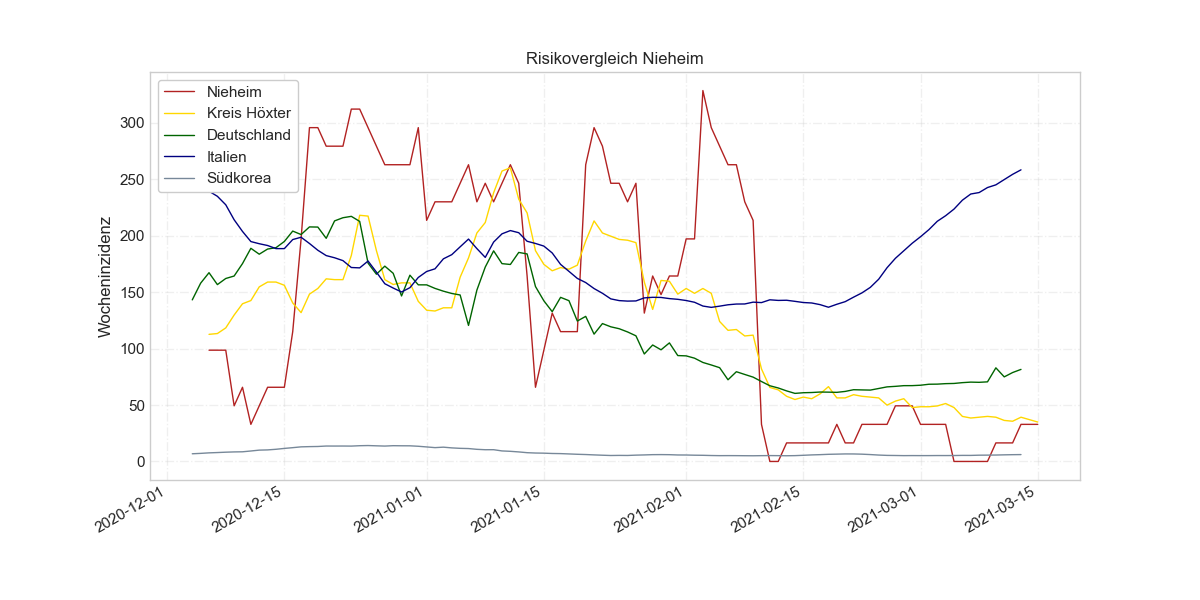 Risikovergleich Nieheim
Nieheim
Kreis Höxter
Deutschland
Italien
Südkorea
Wocheninzidenz
300
250
200
150
100
50
0
2020-12-01
2020-12-15
2021-01-01
2021-01-15
2021-02-01
2021-02-15
2021-03-01
2021-03-15